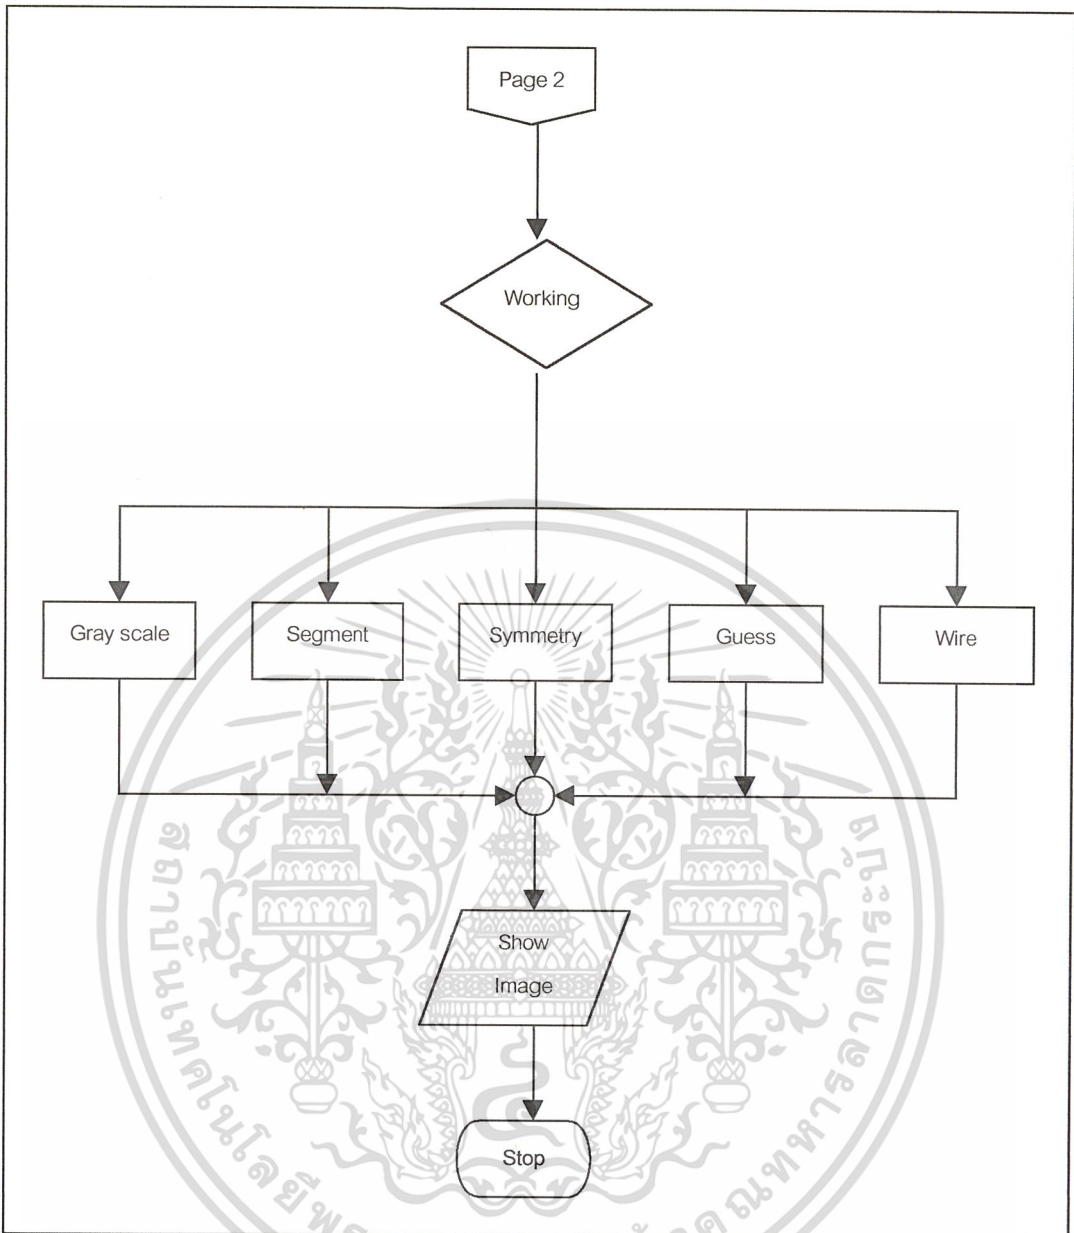 Page 2
Working
Gray scale
Segment
Symmetry
Guess
Wire
Show
Image
Stop